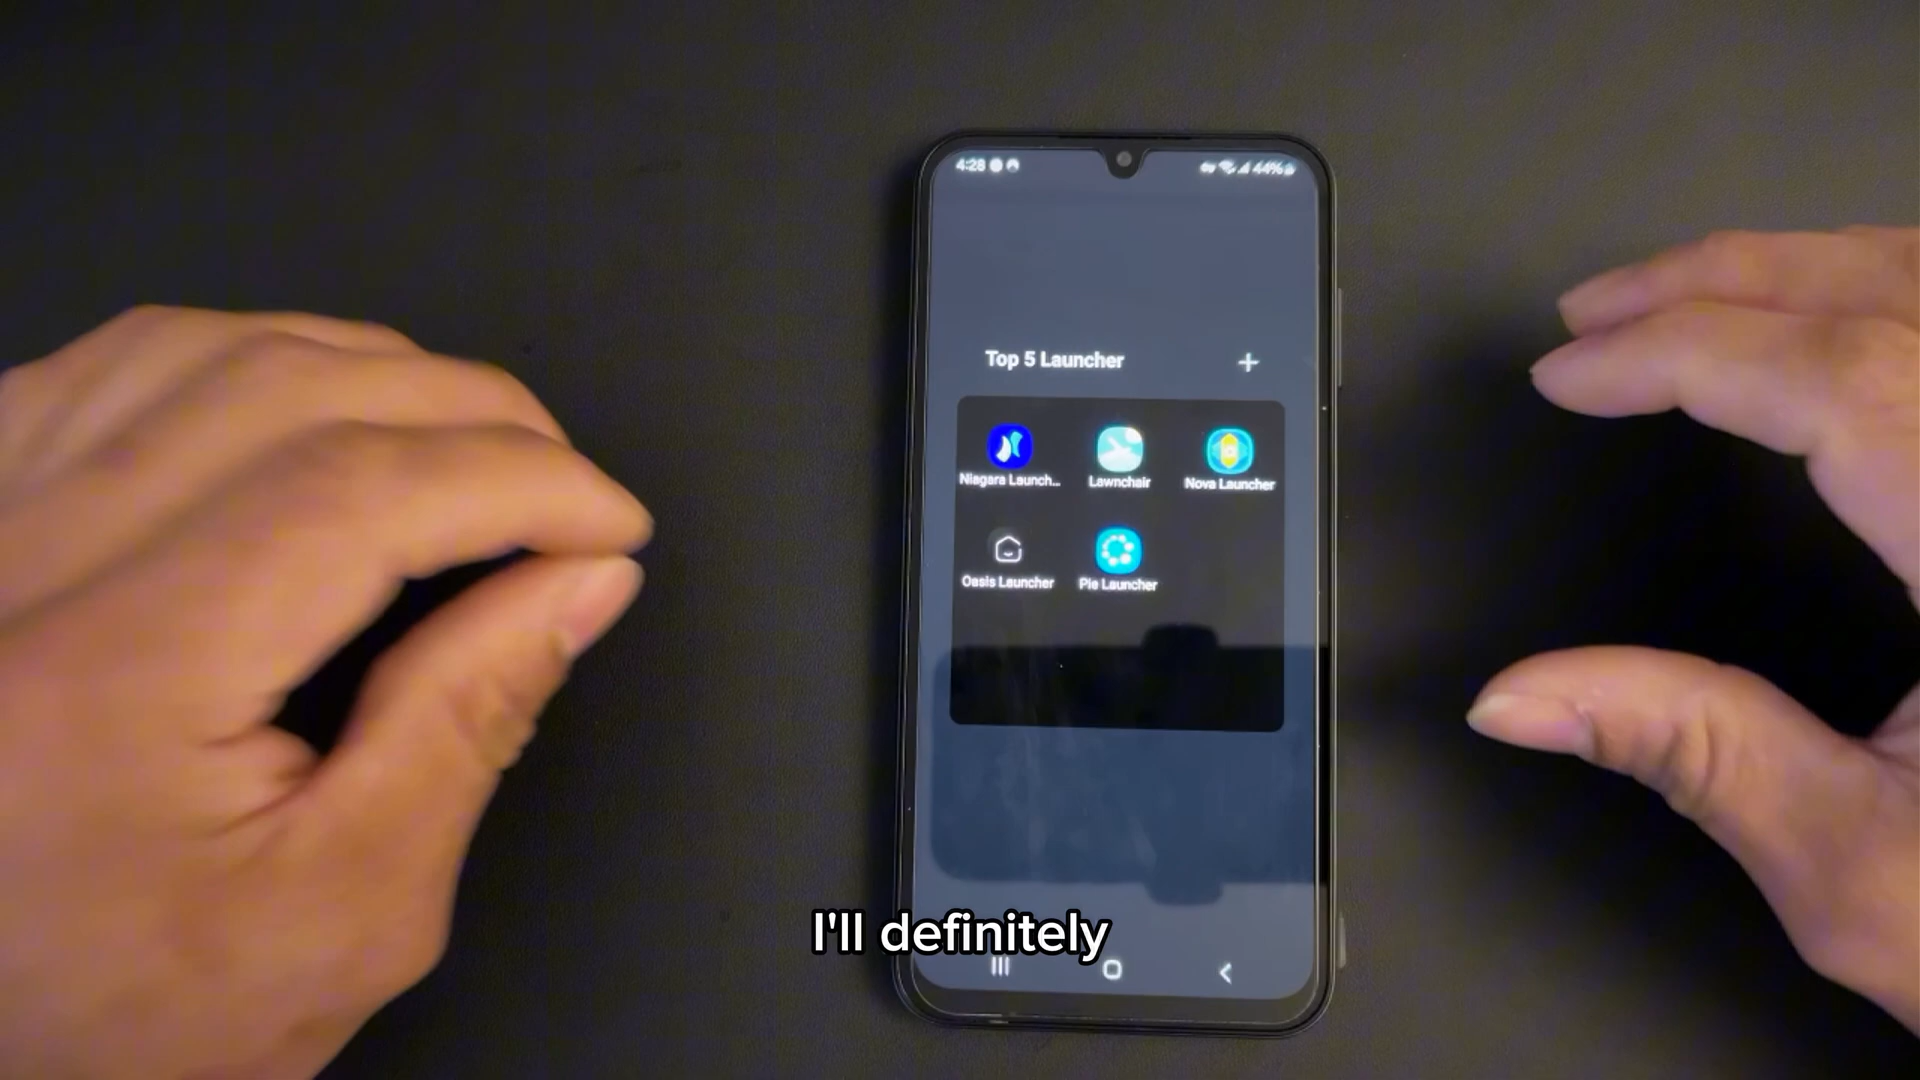 4:28 44%
Top 5 Launcher +
Niagara Launch... Lawnchair Nova Launcher
Oasis Launcher Pie Launcher
I'll definitely